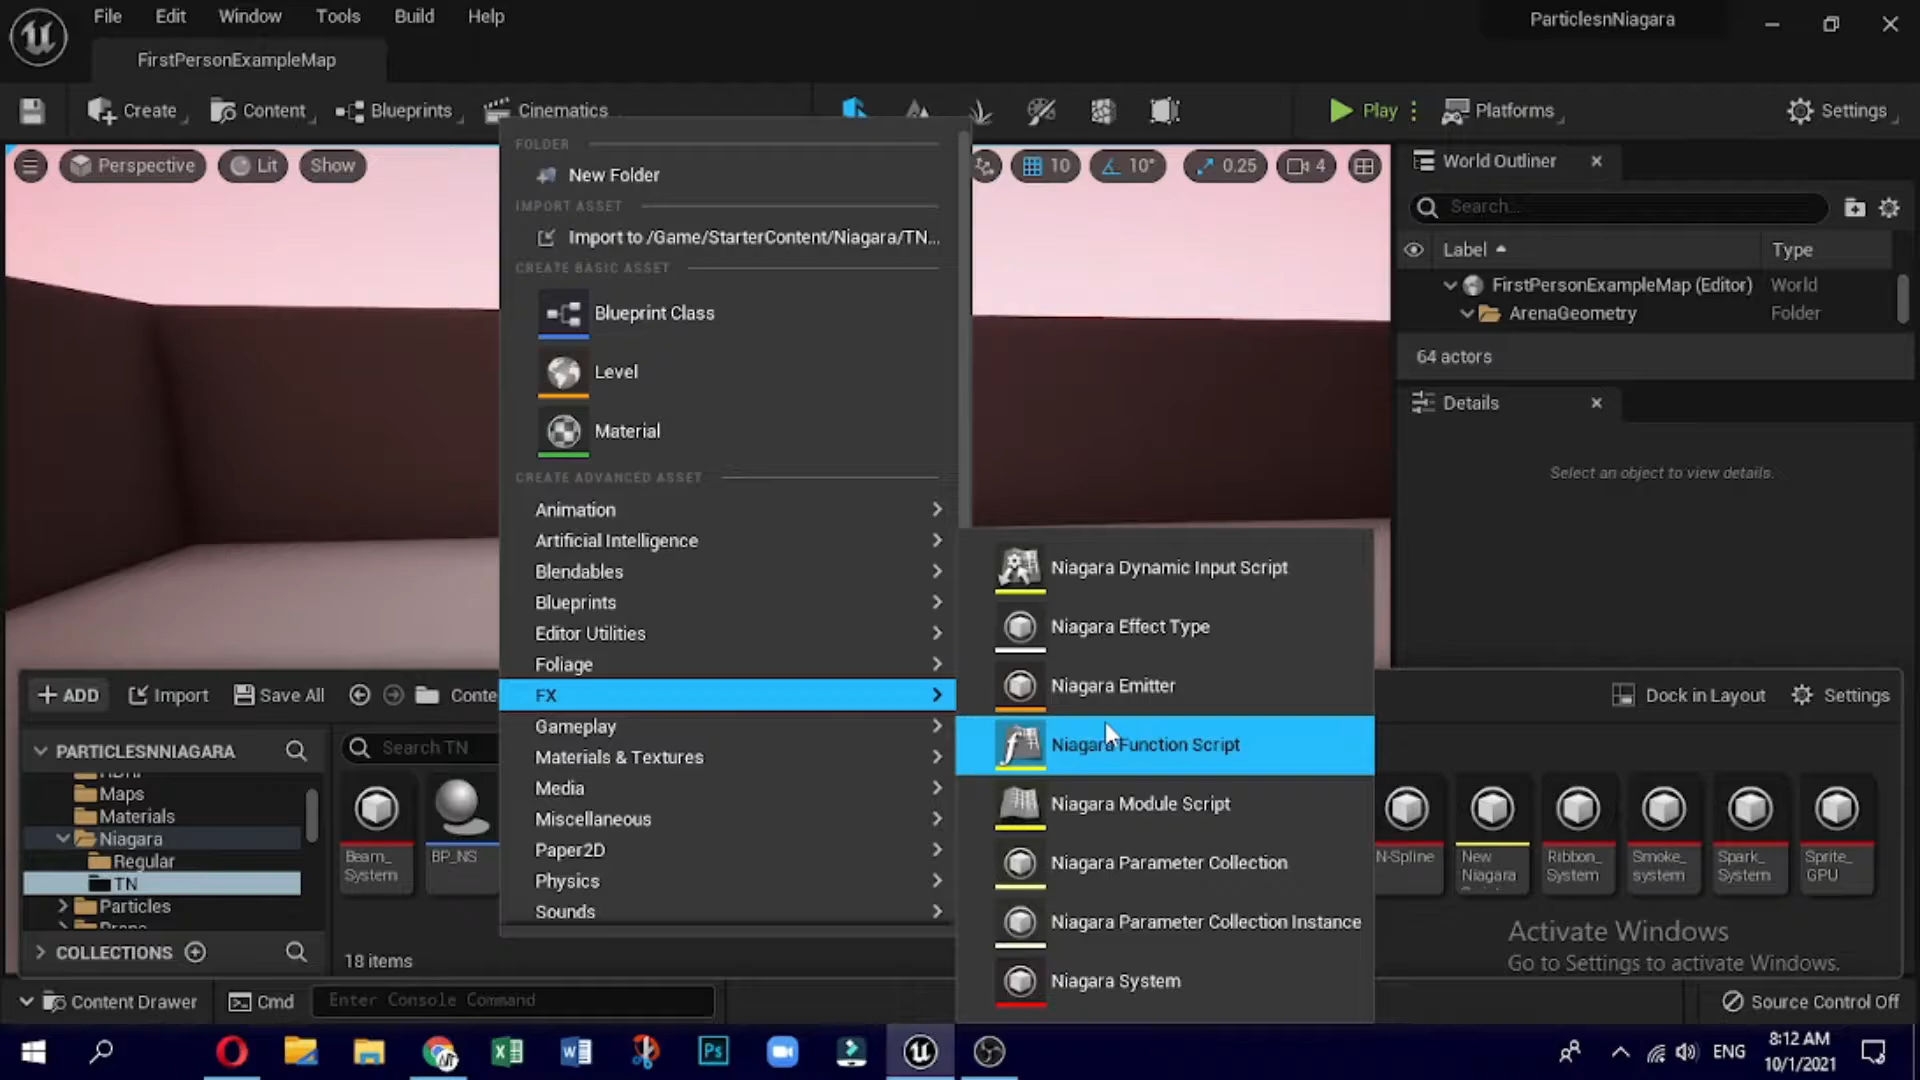 File Edit Window Tools Build Help
ParticlesnNiagara
FirstPersonExampleMap
Create
Content
Blueprints
Cinematics
Play
Platforms
Settings
Perspective
Lit
Show
10
10°
0.25
4
World Outliner
Search...
Label
Type
FirstPersonExampleMap (Editor) World
ArenaGeometry Folder
64 actors
Details
Select an object to view details.
FOLDER
New Folder
IMPORT ASSET
Import to /Game/StarterContent/Niagara/TN...
CREATE BASIC ASSET
Blueprint Class
Level
Material
CREATE ADVANCED ASSET
Animation
Artificial Intelligence
Blendables
Blueprints
Editor Utilities
Foliage
FX
Gameplay
Materials & Textures
Media
Miscellaneous
Paper2D
Physics
Sounds
Niagara Dynamic Input Script
Niagara Effect Type
Niagara Emitter
Niagara Function Script
Niagara Module Script
Niagara Parameter Collection
Niagara Parameter Collection Instance
Niagara System
ADD
Import
Save All
Conte
Dock in Layout
Settings
PARTICLESNNIAGARA
Search TN
Maps
Materials
Niagara
Regular
TN
Particles
COLLECTIONS
Beam_
System
BP_NS
N-Spline
New
Niagara
Ribbon_
System
Smoke_
system
Spark_
System
Sprite_
GPU
18 items
Activate Windows
Go to Settings to activate Windows.
Content Drawer
Cmd
Enter Console Command
Source Control Off
ENG
8:12 AM
10/1/2021